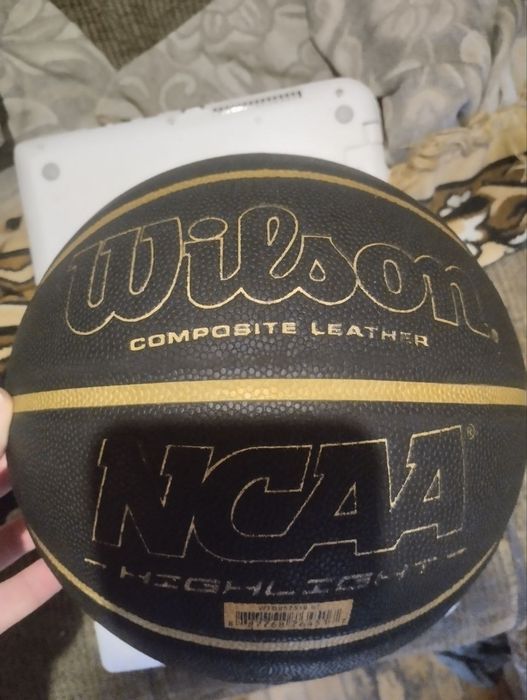 Wilson.
COMPOSITE LEATHER
NCAA®
-HIGHLIGHT-